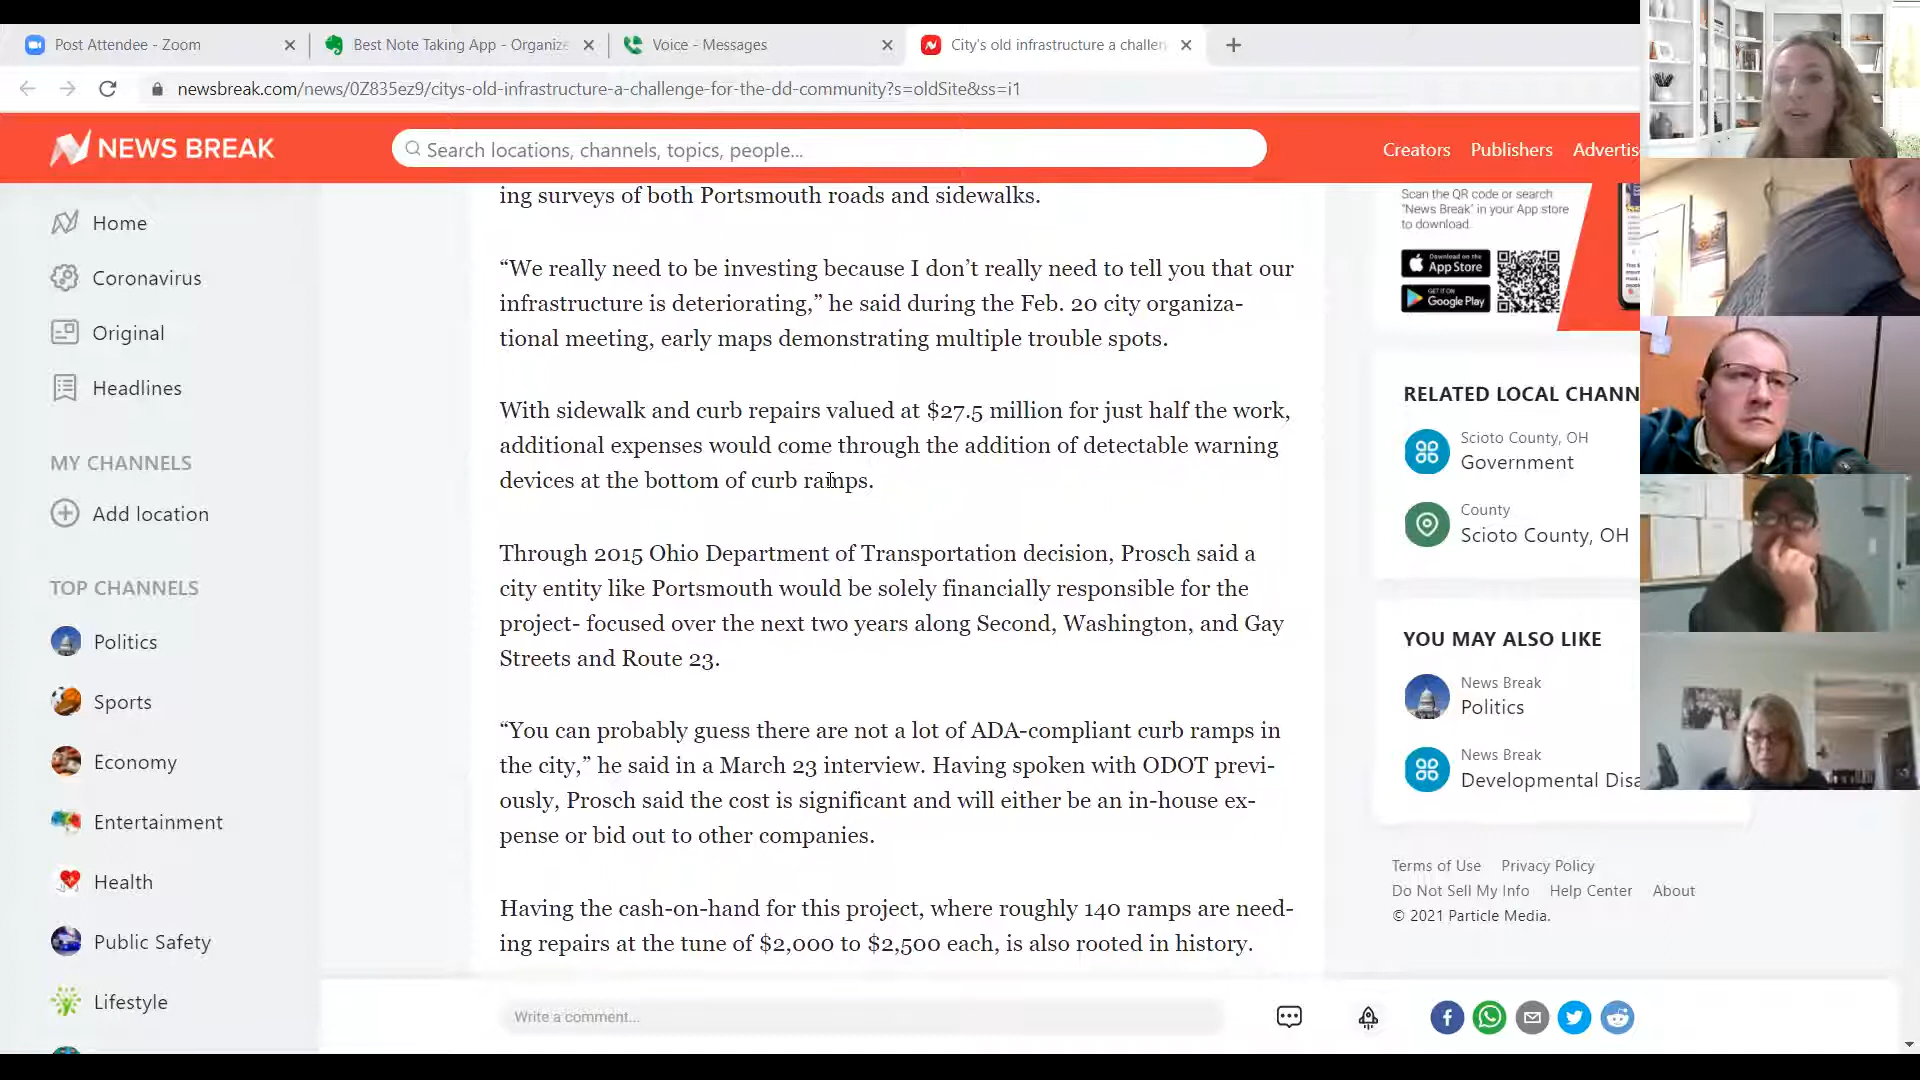 Post Attendee - Zoom
Best Note Taking App - Organize
Voice - Messages
City's old infrastructure a challen
newsbreak.com/news/0Z835ez9/citys-old-infrastructure-a-challenge-for-the-dd-community?s=oldSite&ss=i1
NEWS BREAK
Search locations, channels, topics, people...
Creators
Publishers
Advertis
Home
Coronavirus
Original
Headlines
MY CHANNELS
Add location
TOP CHANNELS
Politics
Sports
Economy
Entertainment
Health
Public Safety
Lifestyle
ing surveys of both Portsmouth roads and sidewalks.
“We really need to be investing because I don’t really need to tell you that our
infrastructure is deteriorating,” he said during the Feb. 20 city organiza-
tional meeting, early maps demonstrating multiple trouble spots.
With sidewalk and curb repairs valued at $27.5 million for just half the work,
additional expenses would come through the addition of detectable warning
devices at the bottom of curb ramps.
Through 2015 Ohio Department of Transportation decision, Prosch said a
city entity like Portsmouth would be solely financially responsible for the
project- focused over the next two years along Second, Washington, and Gay
Streets and Route 23.
“You can probably guess there are not a lot of ADA-compliant curb ramps in
the city,” he said in a March 23 interview. Having spoken with ODOT previ-
ously, Prosch said the cost is significant and will either be an in-house ex-
pense or bid out to other companies.
Having the cash-on-hand for this project, where roughly 140 ramps are need-
ing repairs at the tune of $2,000 to $2,500 each, is also rooted in history.
Write a comment...
Scan the QR code or search
"News Break" in your App store
to download.
Download on the
App Store
GET IT ON
Google Play
RELATED LOCAL CHANN
Scioto County, OH
Government
County
Scioto County, OH
YOU MAY ALSO LIKE
News Break
Politics
News Break
Developmental Disa
Terms of Use
Privacy Policy
Do Not Sell My Info
Help Center
About
© 2021 Particle Media.